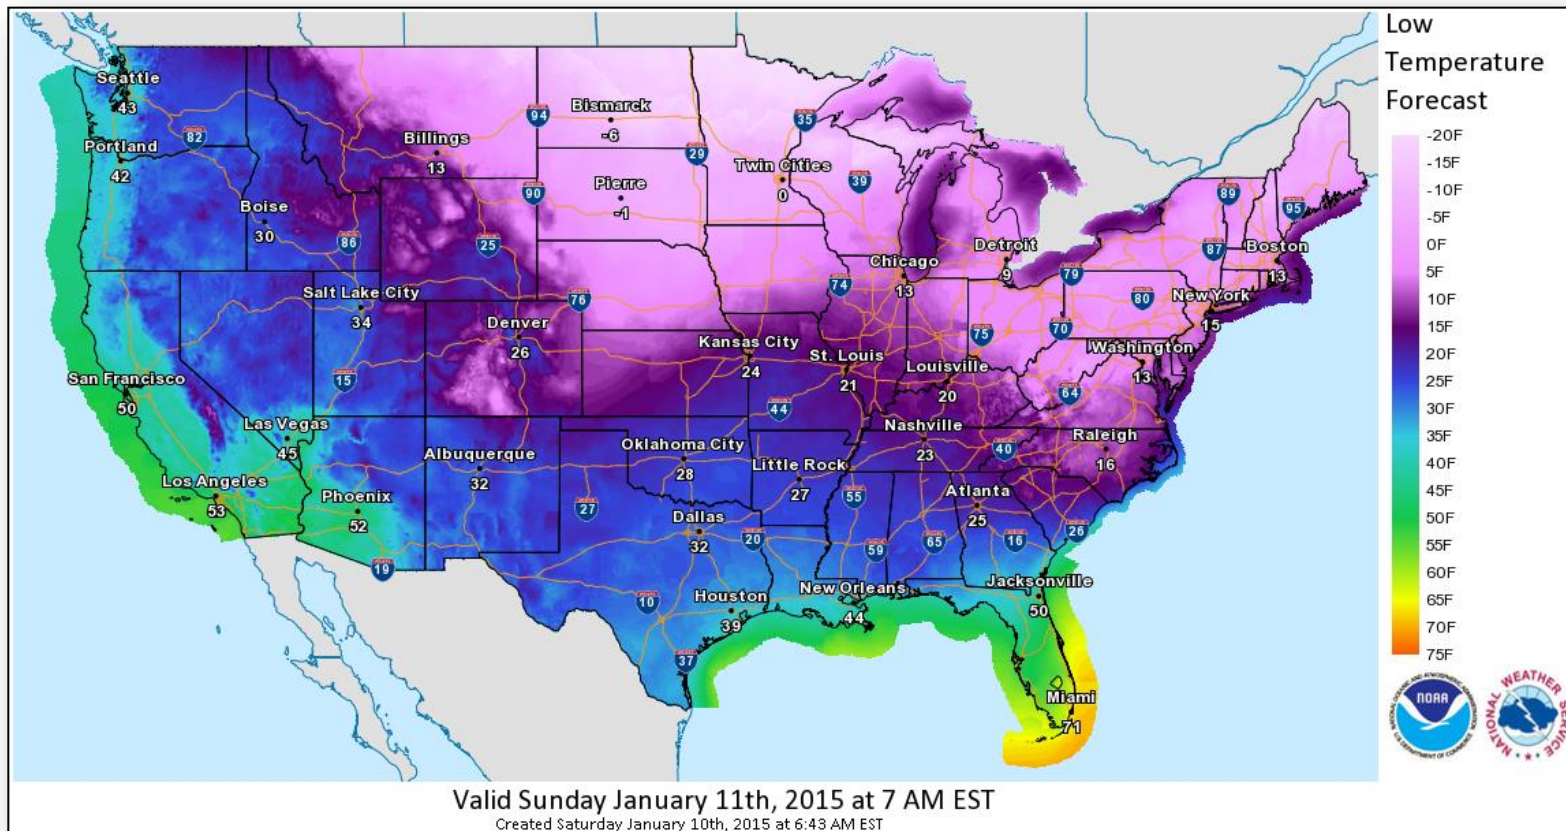 Low
Temperature
Forecast
-20F
-15F
-10F
-5F
0F
5F
10F
15F
20F
25F
30F
35F
40F
45F
50F
55F
60F
65F
70F
75F
NOAA
NATIONAL OCEANIC AND ATMOSPHERIC ADMINISTRATION
U.S. DEPARTMENT OF COMMERCE
NATIONAL WEATHER SERVICE
Seattle
43
82
Portland
42
Boise
30
86
Billings
13
94
Bismarck
-6
29
90
Pierre
-1
35
Twin Cities
0
39
25
Salt Lake City
34
76
Denver
26
15
San Francisco
50
Las Vegas
45
Los Angeles
53
Phoenix
52
19
Albuquerque
32
Oklahoma City
28
27
Dallas
32
20
10
Houston
39
37
Kansas City
24
44
St. Louis
21
Little Rock
27
74
Chicago
13
Detroit
9
75
Louisville
20
Nashville
23
40
64
70
79
80
89
87
95
Boston
13
New York
15
Washington
13
Raleigh
16
55
59
65
Atlanta
25
16
26
New Orleans
44
Jacksonville
50
Miami
71
Valid Sunday January 11th, 2015 at 7 AM EST
Created Saturday January 10th, 2015 at 6:43 AM EST